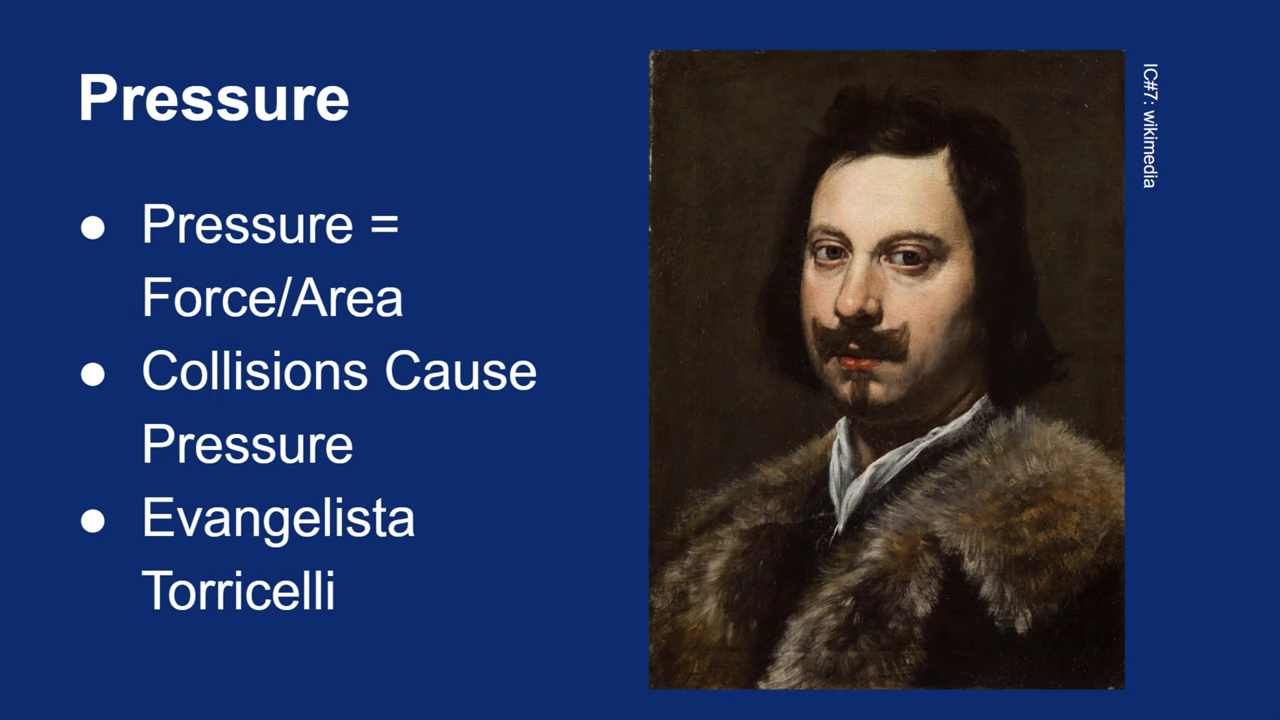 Pressure
● Pressure =
Force/Area
● Collisions Cause
Pressure
● Evangelista
Torricelli
IC#7: wikimedia